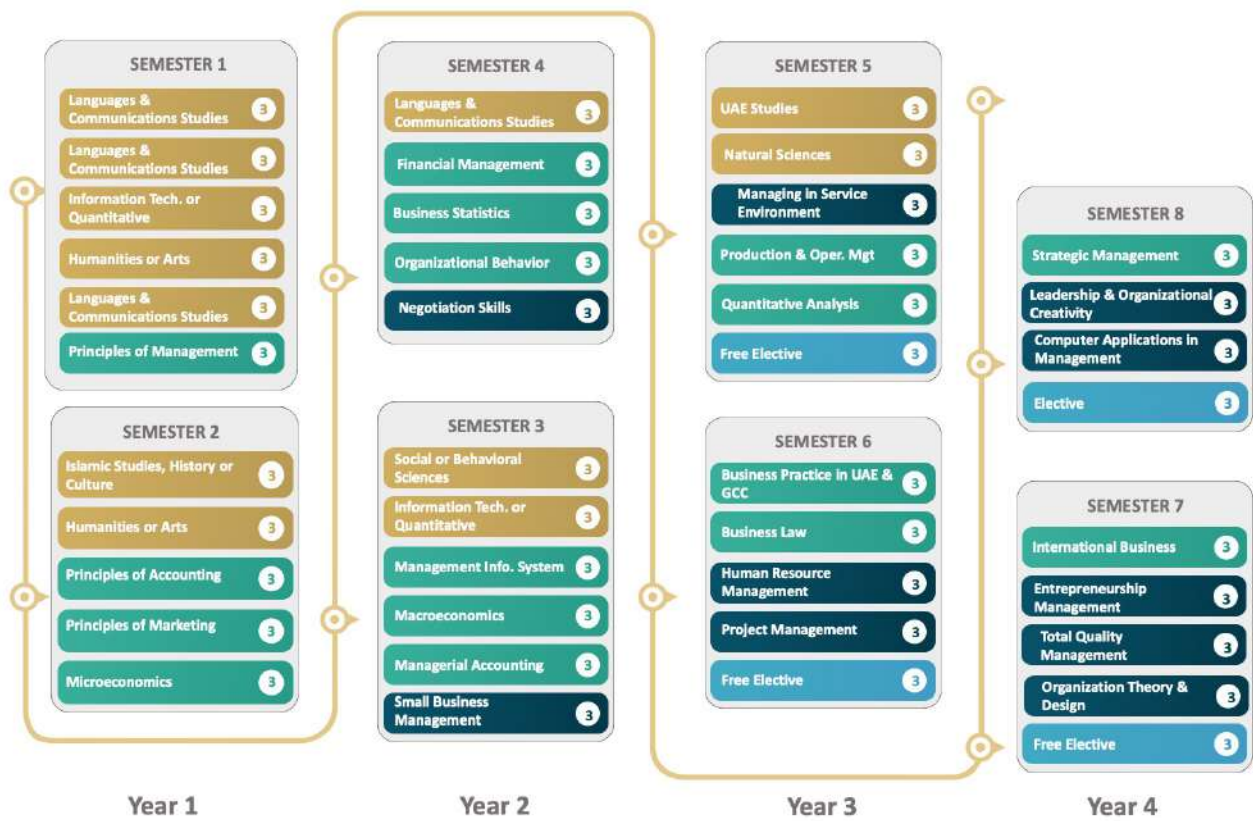 SEMESTER 1
Languages &
Communications Studies 3
Languages &
Communications Studies 3
Information Tech. or
Quantitative 3
Humanities or Arts 3
Languages &
Communications Studies 3
Principles of Management 3
SEMESTER 2
Islamic Studies, History or
Culture 3
Humanities or Arts 3
Principles of Accounting 3
Principles of Marketing 3
Microeconomics 3
Year 1
SEMESTER 4
Languages &
Communications Studies 3
Financial Management 3
Business Statistics 3
Organizational Behavior 3
Negotiation Skills 3
SEMESTER 3
Social or Behavioral
Sciences 3
Information Tech. or
Quantitative 3
Management Info. System 3
Macroeconomics 3
Managerial Accounting 3
Small Business
Management 3
Year 2
SEMESTER 5
UAE Studies 3
Natural Sciences 3
Managing in Service
Environment 3
Production & Oper. Mgt 3
Quantitative Analysis 3
Free Elective 3
SEMESTER 6
Business Practice in UAE &
GCC 3
Business Law 3
Human Resource
Management 3
Project Management 3
Free Elective 3
Year 3
SEMESTER 8
Strategic Management 3
Leadership & Organizational
Creativity 3
Computer Applications in
Management 3
Elective 3
SEMESTER 7
International Business 3
Entrepreneurship
Management 3
Total Quality
Management 3
Organization Theory &
Design 3
Free Elective 3
Year 4